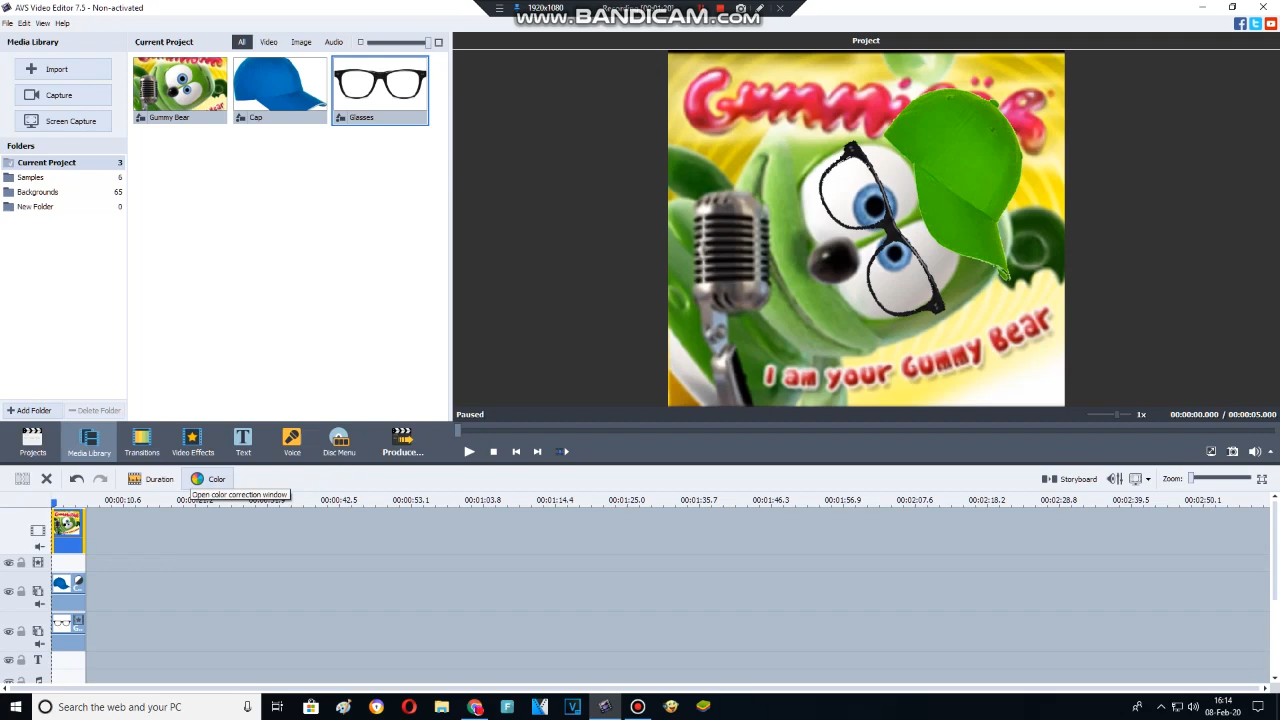 AVS Video Editor 7.5 - Non-activated
1920x1080
www.BANDICAM.com
File Edit View Help
Media Library
Current Project
All Video Image Audio
Project
Import
Capture
Screen Capture
Gummy Bear
Cap
Glasses
Folders
Current Project 3
Samples 6
Backgrounds 65
New Folder 0
I am your Gummy Bear
Add Folder
Delete Folder
Paused
1x
00:00:00.000 / 00:00:05.000
Projects
Media Library
Transitions
Video Effects
Text
Voice
Disc Menu
Produce...
Duration
Color
Storyboard
Zoom:
Open color correction window
00:00:10.6
00:00:42.5 00:00:53.1 00:01:03.8 00:01:14.4 00:01:25.0 00:01:35.7 00:01:46.3 00:01:56.9 00:02:07.6 00:02:18.2 00:02:28.8 00:02:39.5 00:02:50.1
T
Search the web and your PC
16:14
08-Feb-20